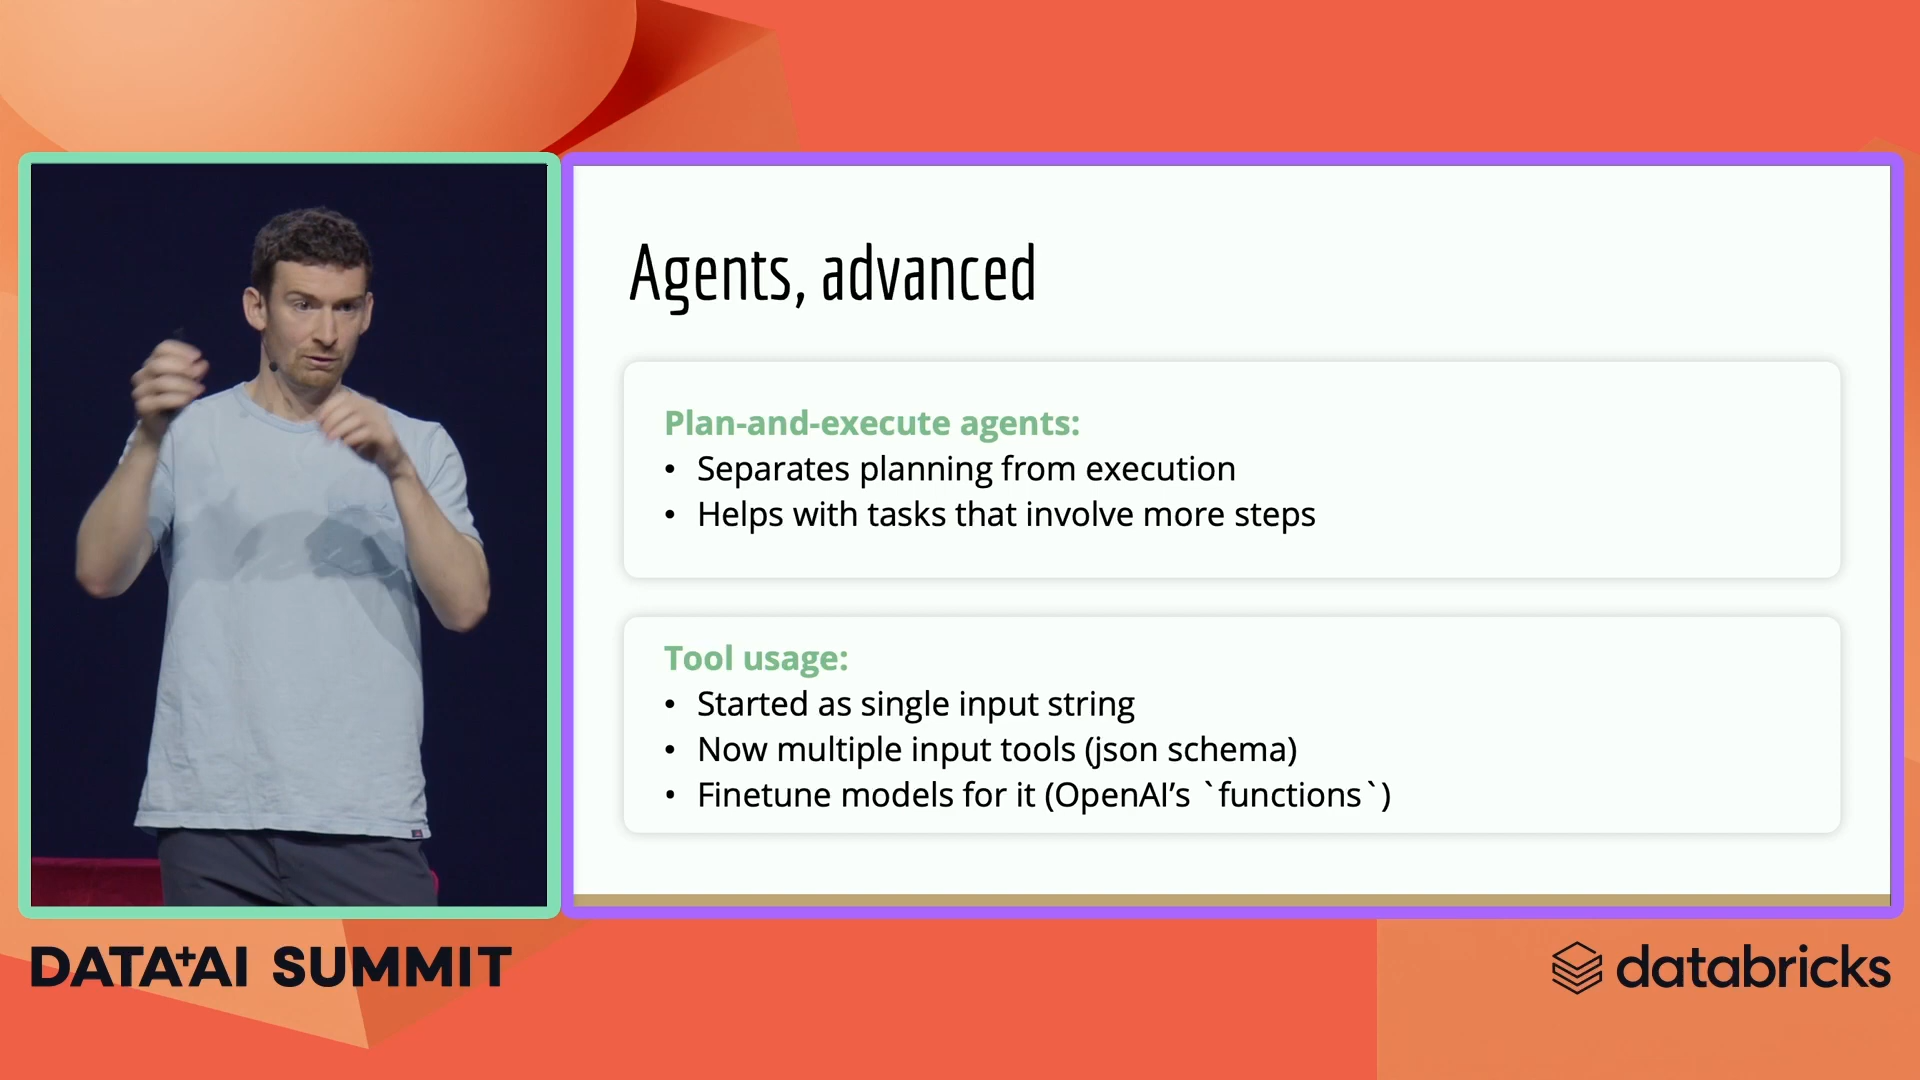 Agents, advanced
Plan-and-execute agents:
• Separates planning from execution
• Helps with tasks that involve more steps
Tool usage:
• Started as single input string
• Now multiple input tools (json schema)
• Finetune models for it (OpenAI’s `functions`)
DATA+AI SUMMIT
databricks